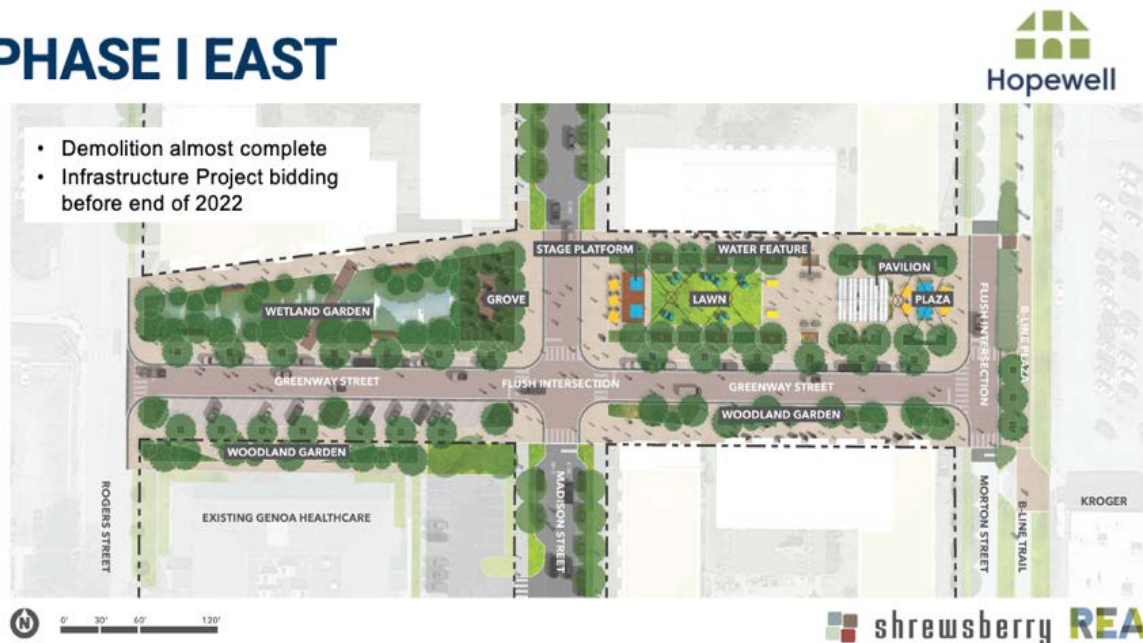 PHASE I EAST
Hopewell
• Demolition almost complete
• Infrastructure Project bidding
before end of 2022
STAGE PLATFORM
WATER FEATURE
PAVILION
WETLAND GARDEN
GROVE
LAWN
PLAZA
FLUSH INTERSECTION
B-LINE PLAZA
GREENWAY STREET
FLUSH INTERSECTION
GREENWAY STREET
WOODLAND GARDEN
WOODLAND GARDEN
ROGERS STREET
EXISTING GENOA HEALTHCARE
MADISON STREET
MORTON STREET
B-LINE TRAIL
KROGER
N
0' 30' 60' 120'
shrewsberry
REA